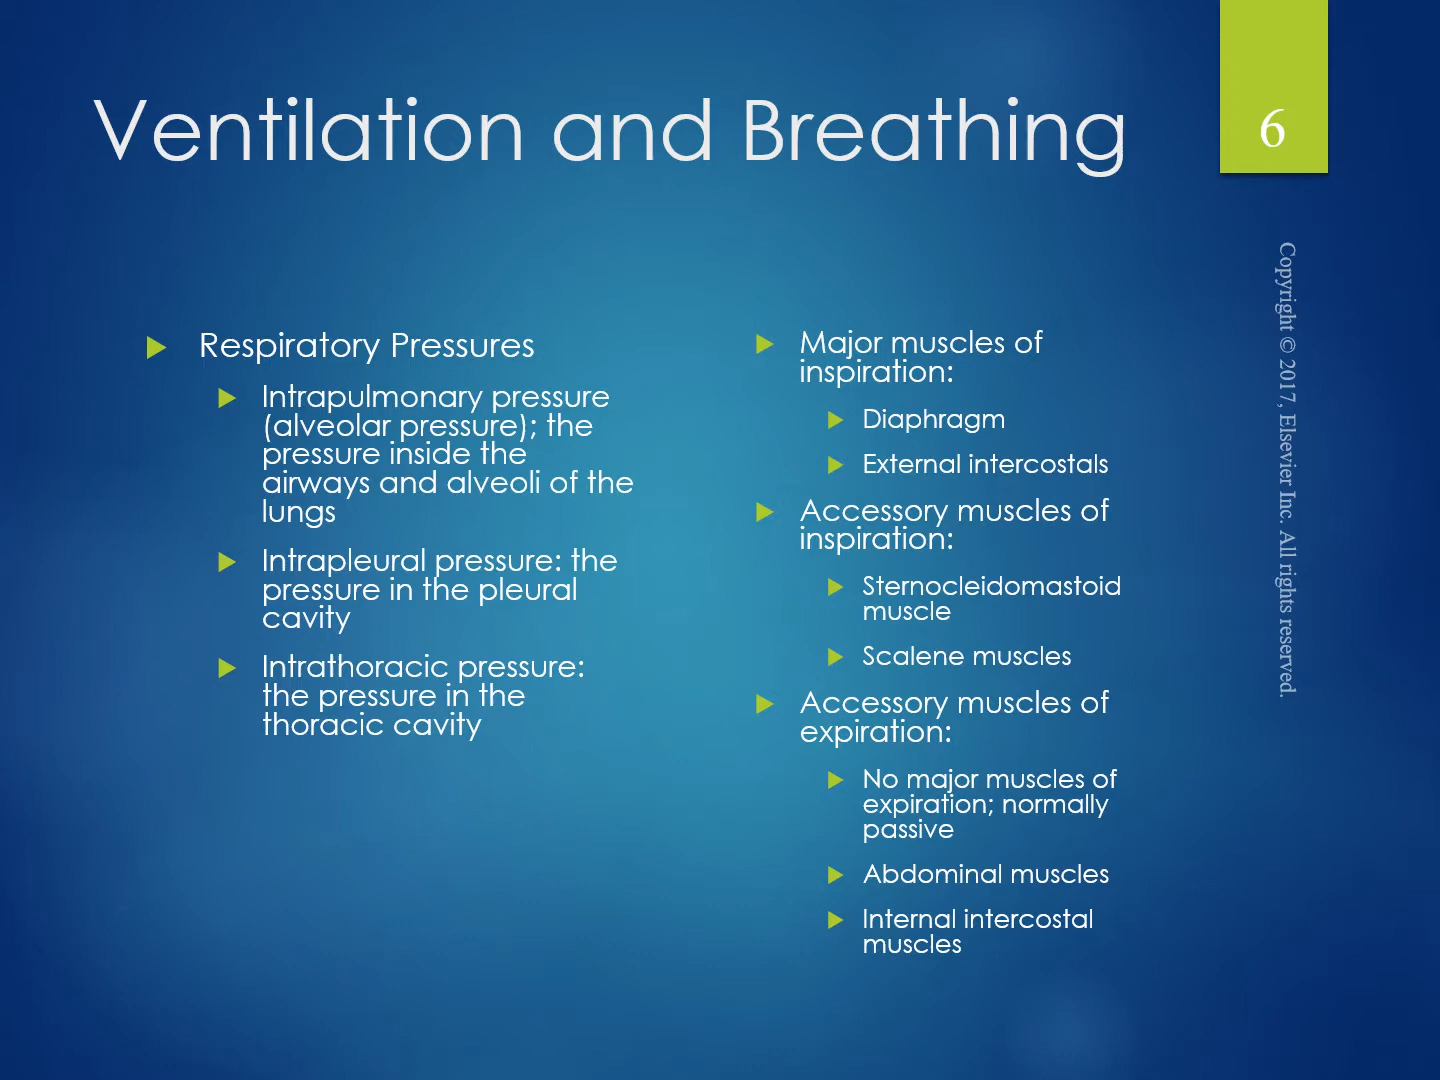 Ventilation and Breathing
6
Respiratory Pressures
Intrapulmonary pressure
(alveolar pressure); the
pressure inside the
airways and alveoli of the
lungs
Intrapleural pressure: the
pressure in the pleural
cavity
Intrathoracic pressure:
the pressure in the
thoracic cavity
Major muscles of
inspiration:
Diaphragm
External intercostals
Accessory muscles of
inspiration:
Sternocleidomastoid
muscle
Scalene muscles
Accessory muscles of
expiration:
No major muscles of
expiration; normally
passive
Abdominal muscles
Internal intercostal
muscles
Copyright © 2017, Elsevier Inc. All rights reserved.